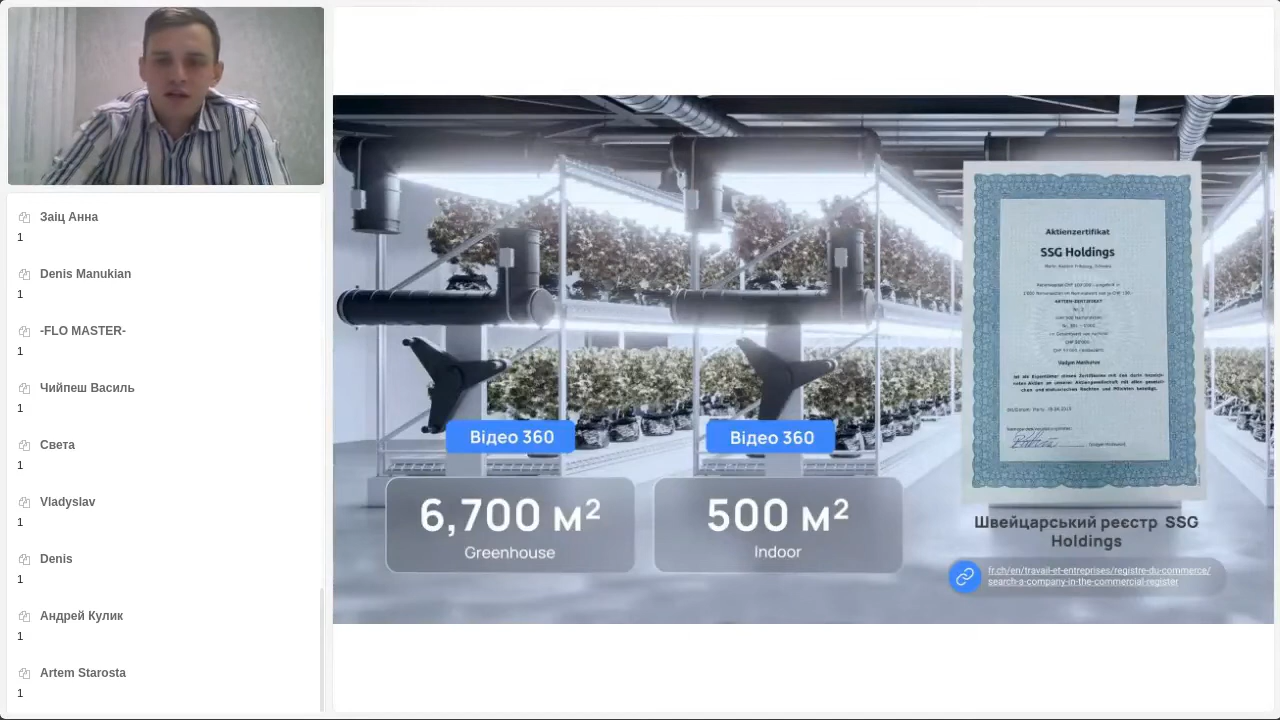 Заіц Анна
1
Denis Manukian
1
-FLO MASTER-
1
Чийпеш Василь
1
Света
1
Vladyslav
1
Denis
1
Андрей Кулик
1
Artem Starosta
1
Відео 360
6,700 м²
Greenhouse
Відео 360
500 м²
Indoor
Aktienzertifikat
SSG Holdings
Швейцарський реєстр SSG
Holdings
fr.ch/en/travail-et-entreprises/registre-du-commerce/
search-a-company-in-the-commercial-register